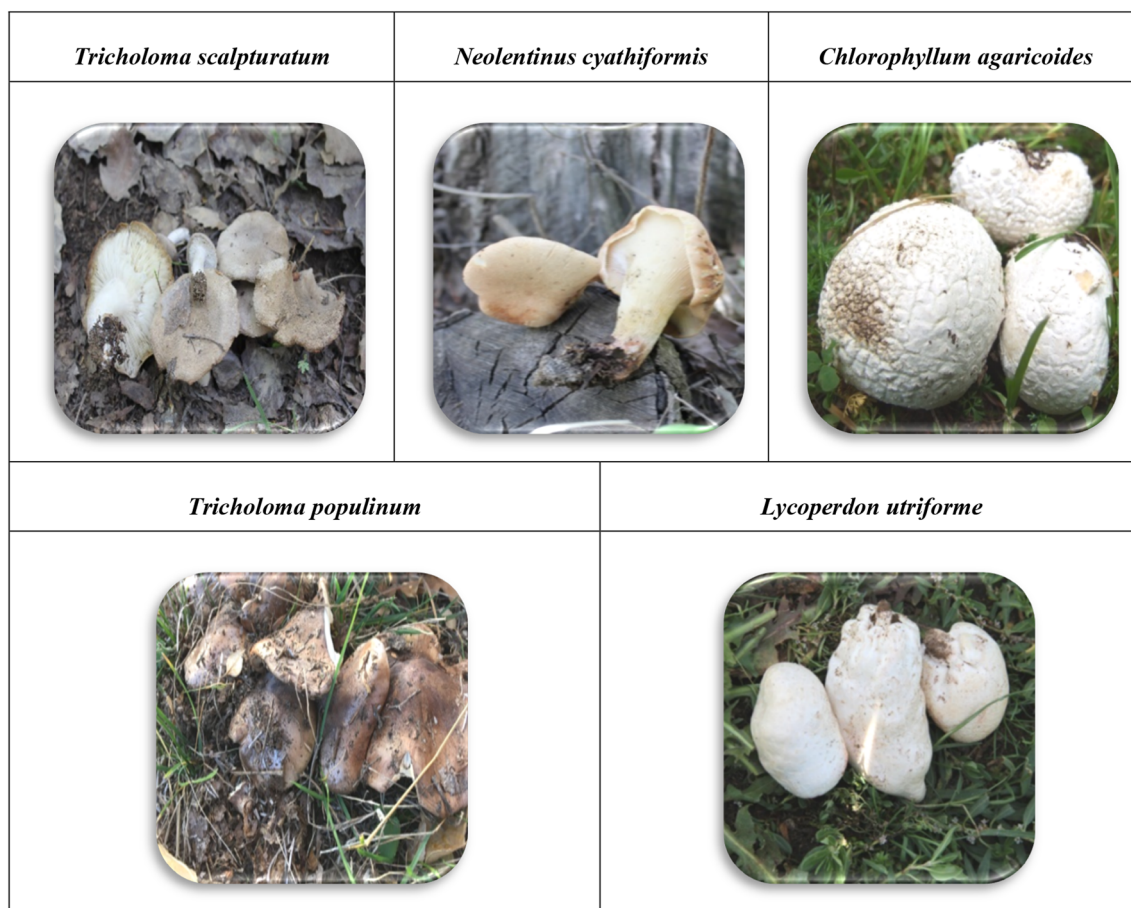 Tricholoma scalpturatum
Neolentinus cyathiformis
Chlorophyllum agaricoides
Tricholoma populinum
Lycoperdon utriforme